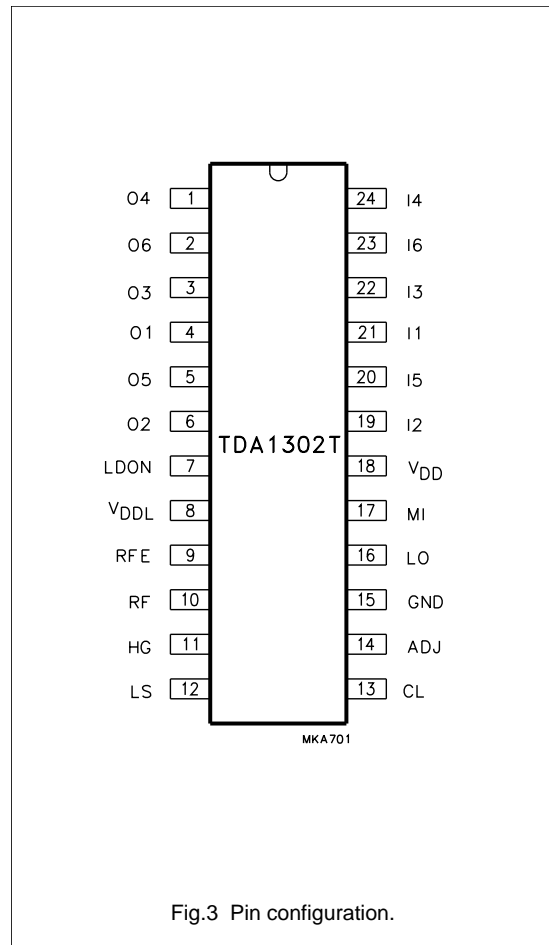 O4 1 24 I4
O6 2 23 I6
O3 3 22 I3
O1 4 21 I1
O5 5 20 I5
O2 6 19 I2
TDA1302T
LDON 7 18 VDD
VDDL 8 17 MI
RFE 9 16 LO
RF 10 15 GND
HG 11 14 ADJ
LS 12 13 CL
MKA701
Fig.3 Pin configuration.